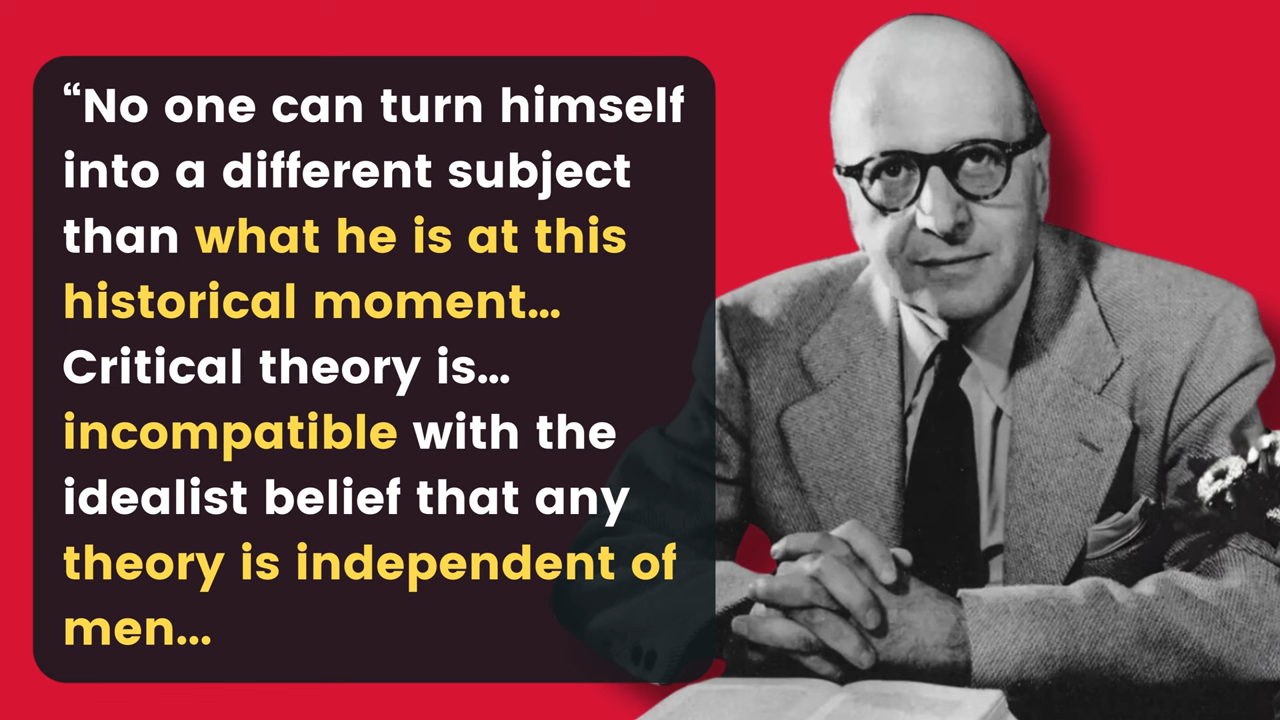 “No one can turn himself
into a different subject
than what he is at this
historical moment...
Critical theory is...
incompatible with the
idealist belief that any
theory is independent of
men...